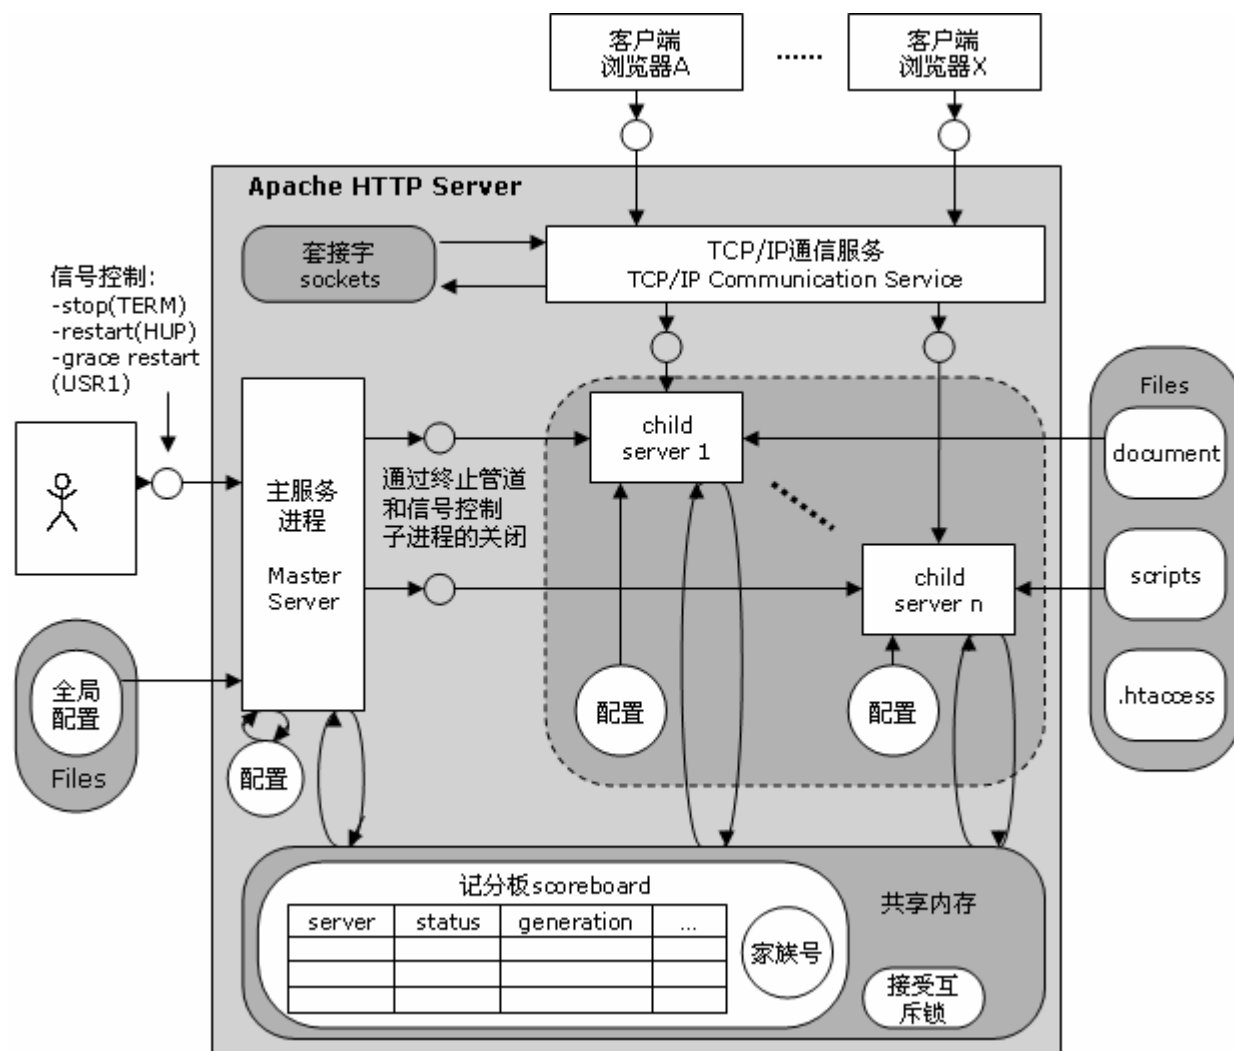 客户端
浏览器A
......
客户端
浏览器X
Apache HTTP Server
套接字
sockets
TCP/IP通信服务
TCP/IP Communication Service
信号控制:
-stop(TERM)
-restart(HUP)
-grace restart
(USR1)
主服务
进程
Master
Server
通过终止管道
和信号控制
子进程的关闭
child
server 1
child
server n
Files
document
scripts
.htaccess
全局
配置
Files
配置
配置
配置
记分板scoreboard
server status generation ...
家族号
共享内存
接受互
斥锁